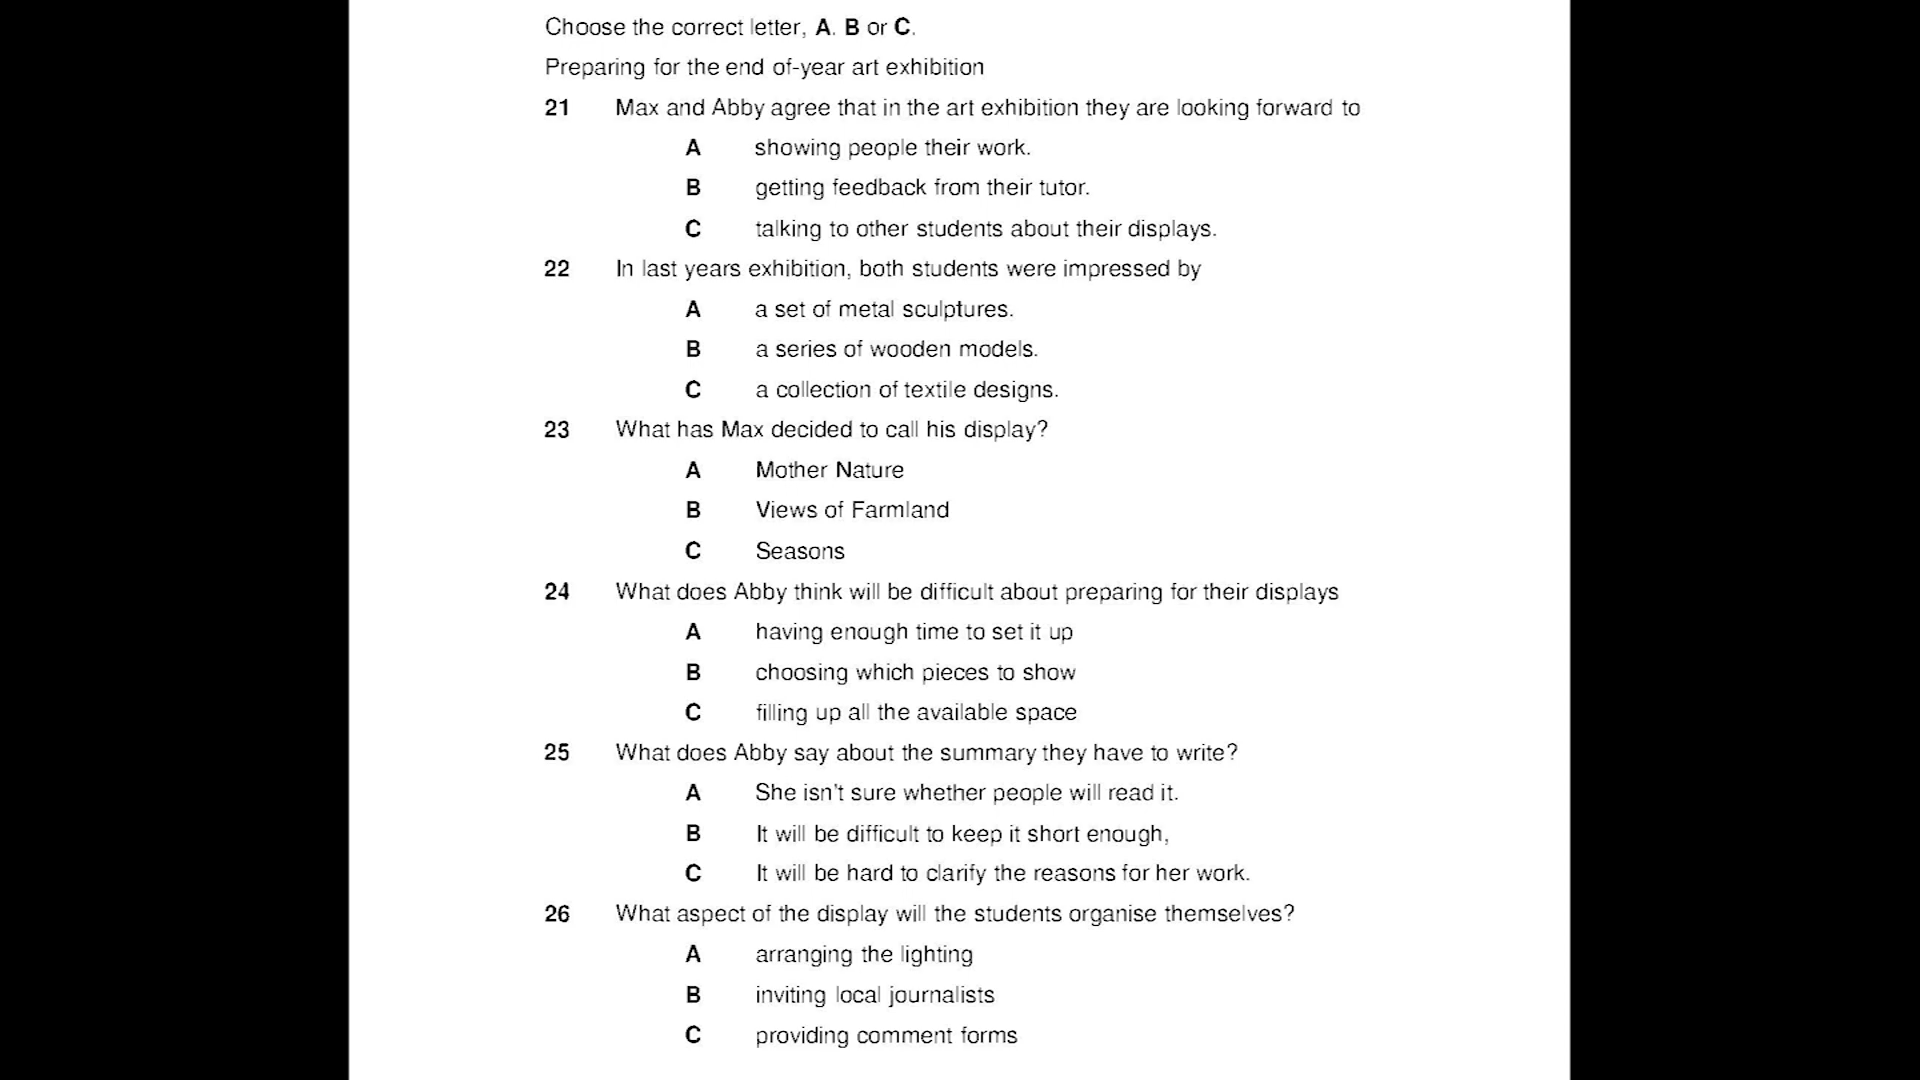 Choose the correct letter, A. B or C.
Preparing for the end of-year art exhibition
21 Max and Abby agree that in the art exhibition they are looking forward to
A showing people their work.
B getting feedback from their tutor.
C talking to other students about their displays.
22 In last years exhibition, both students were impressed by
A a set of metal sculptures.
B a series of wooden models.
C a collection of textile designs.
23 What has Max decided to call his display?
A Mother Nature
B Views of Farmland
C Seasons
24 What does Abby think will be difficult about preparing for their displays
A having enough time to set it up
B choosing which pieces to show
C filling up all the available space
25 What does Abby say about the summary they have to write?
A She isn't sure whether people will read it.
B It will be difficult to keep it short enough,
C It will be hard to clarify the reasons for her work.
26 What aspect of the display will the students organise themselves?
A arranging the lighting
B inviting local journalists
C providing comment forms